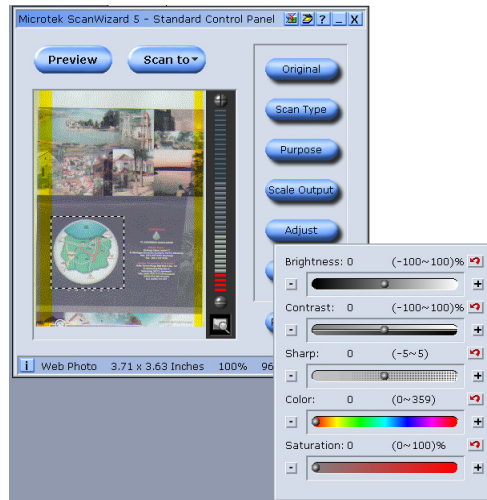 Microtek ScanWizard 5 - Standard Control Panel ? _ X
Preview Scan to
Original
Scan Type
Purpose
Scale Output
Adjust
Brightness: 0 (-100~100)%
- +
Contrast: 0 (-100~100)%
- +
Sharp: 0 (-5~5)
- +
Color: 0 (0~359)
- +
Saturation: 0 (0~100)%
- +
i Web Photo 3.71 x 3.63 Inches 100% 96